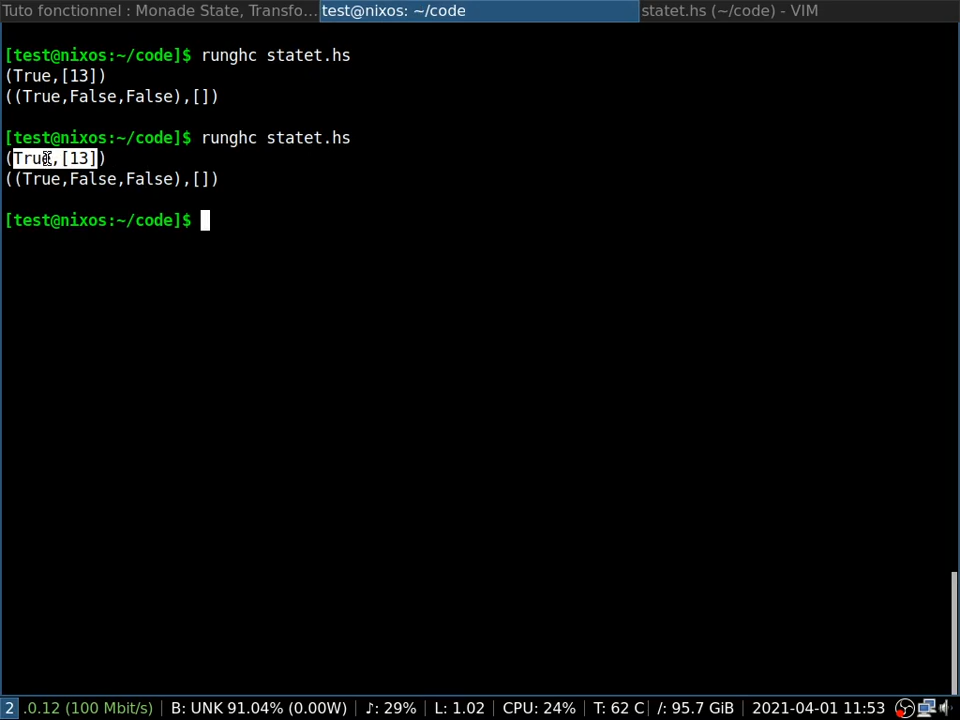 Tuto fonctionnel : Monade State, Transfo... test@nixos: ~/code statet.hs (~/code) - VIM
[test@nixos:~/code]$ runghc statet.hs
(True,[13])
((True,False,False),[])
[test@nixos:~/code]$ runghc statet.hs
(True,[13])
((True,False,False),[])
[test@nixos:~/code]$
2 .0.12 (100 Mbit/s) | B: UNK 91.04% (0.00W) | ♪: 29% | L: 1.02 | CPU: 24% | T: 62 C | /: 95.7 GiB | 2021-04-01 11:53